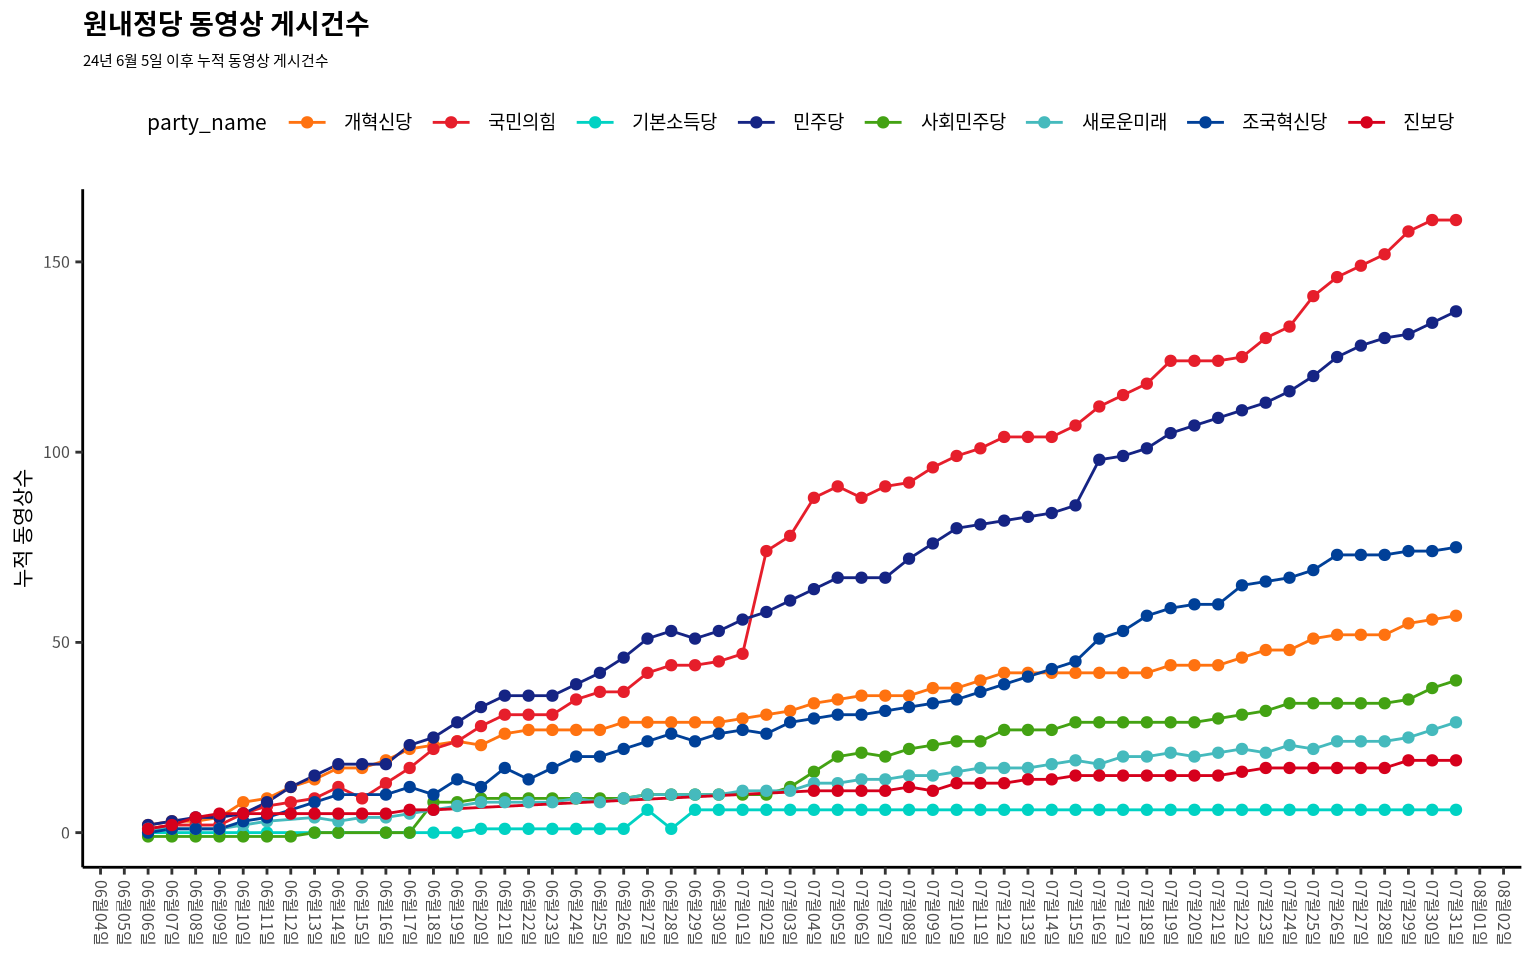 원내정당 동영상 게시건수
24년 6월 5일 이후 누적 동영상 게시건수
party_name 개혁신당 국민의힘 기본소득당 민주당 사회민주당 새로운미래 조국혁신당 진보당
누적 동영상수
150
100
50
0
06월04일 06월05일 06월06일 06월07일 06월08일 06월09일 06월10일 06월11일 06월12일 06월13일 06월14일 06월15일 06월16일 06월17일 06월18일 06월19일 06월20일 06월21일 06월22일 06월23일 06월24일 06월25일 06월26일 06월27일 06월28일 06월29일 06월30일 07월01일 07월02일 07월03일 07월04일 07월05일 07월06일 07월07일 07월08일 07월09일 07월10일 07월11일 07월12일 07월13일 07월14일 07월15일 07월16일 07월17일 07월18일 07월19일 07월20일 07월21일 07월22일 07월23일 07월24일 07월25일 07월26일 07월27일 07월28일 07월29일 07월30일 07월31일 08월01일 08월02일